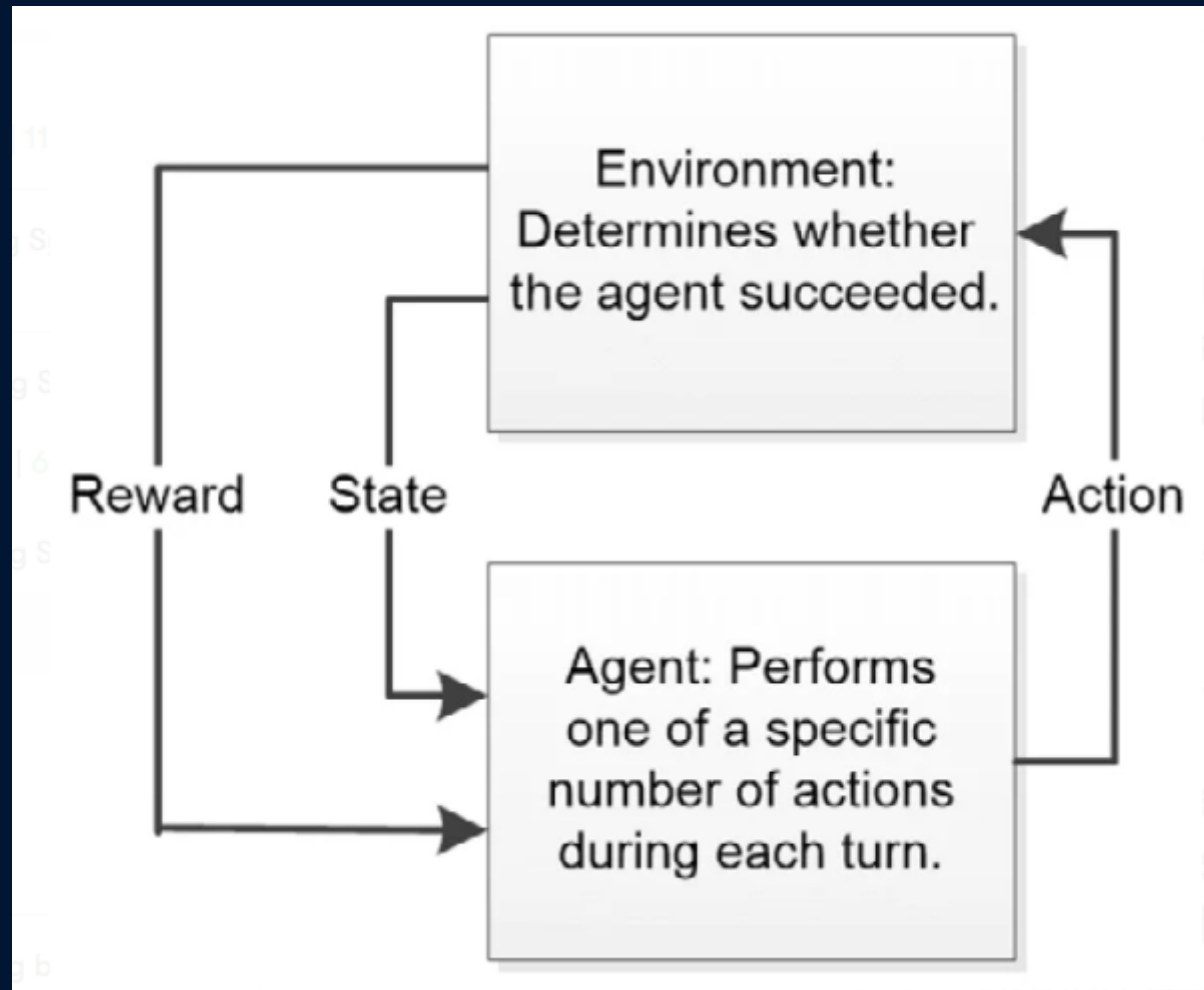 Environment:
Determines whether
the agent succeeded.
Reward
State
Action
Agent: Performs
one of a specific
number of actions
during each turn.